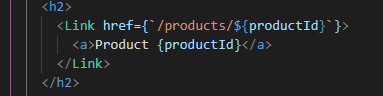 <h2>
<Link href={`/products/${productId}`}>
<a>Product {productId}</a>
</Link>
</h2>